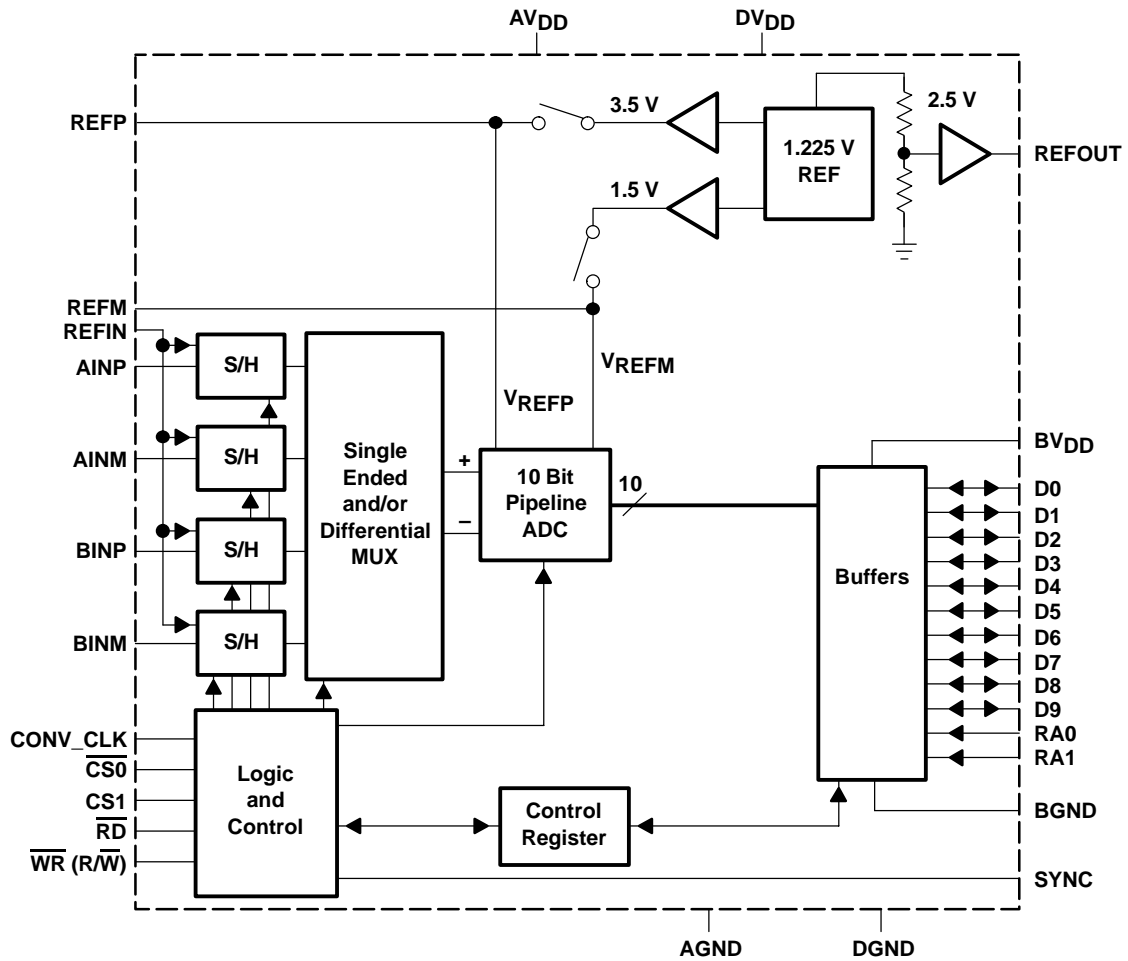 AVDD
DVDD
REFP
3.5 V
1.225 V
REF
2.5 V
REFOUT
1.5 V
REFM
REFIN
AINP
AINM
BINP
BINM
S/H
S/H
S/H
S/H
Single
Ended
and/or
Differential
MUX
VREFP
VREFM
+
–
10 Bit
Pipeline
ADC
10
Buffers
BVDD
D0
D1
D2
D3
D4
D5
D6
D7
D8
D9
RA0
RA1
BGND
CONV_CLK
C̅S̅0̅
CS1
R̅D̅
W̅R̅ (R/W̅)
Logic
and
Control
Control
Register
SYNC
AGND
DGND